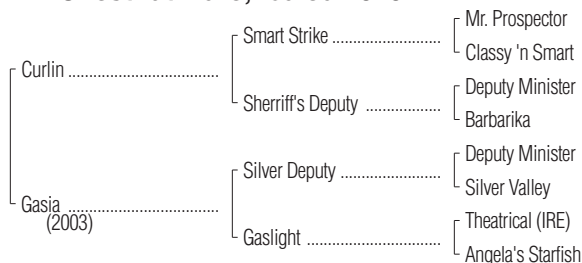 Mr. Prospector
Smart Strike ......................
Classy 'n Smart
Curlin ........................................
Deputy Minister
Sherriff's Deputy ...................
Barbarika
Deputy Minister
Silver Deputy .........................
Silver Valley
Gasia ........................................
(2003)
Theatrical (IRE)
Gaslight .................................
Angela's Starfish